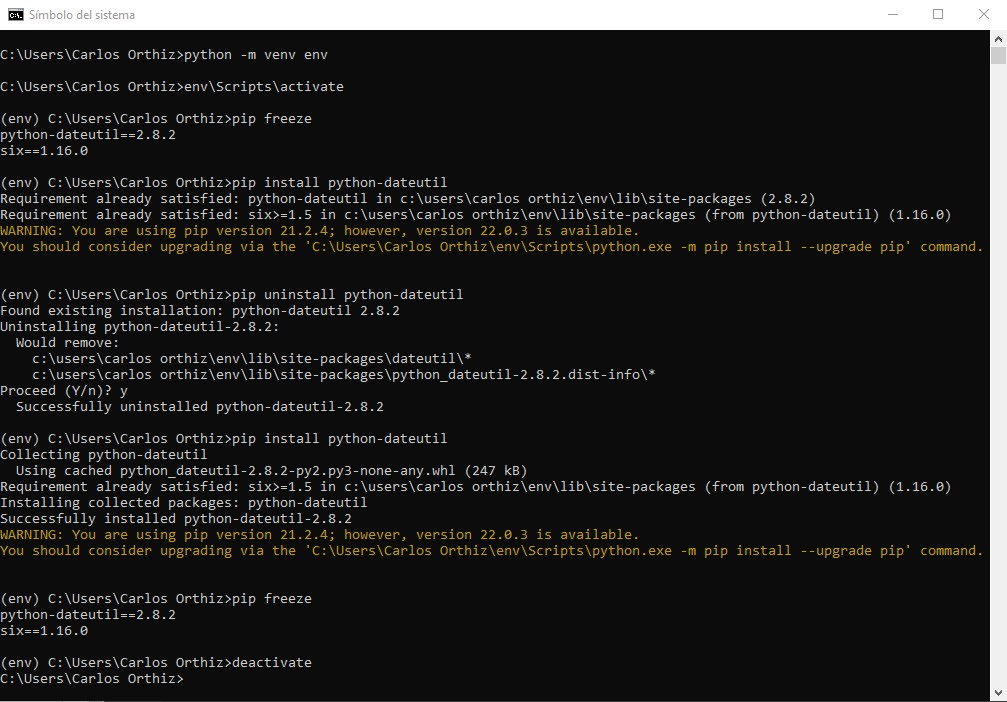 Símbolo del sistema
C:\Users\Carlos Orthiz>python -m venv env
C:\Users\Carlos Orthiz>env\Scripts\activate
(env) C:\Users\Carlos Orthiz>pip freeze
python-dateutil==2.8.2
six==1.16.0
(env) C:\Users\Carlos Orthiz>pip install python-dateutil
Requirement already satisfied: python-dateutil in c:\users\carlos orthiz\env\lib\site-packages (2.8.2)
Requirement already satisfied: six>=1.5 in c:\users\carlos orthiz\env\lib\site-packages (from python-dateutil) (1.16.0)
WARNING: You are using pip version 21.2.4; however, version 22.0.3 is available.
You should consider upgrading via the 'C:\Users\Carlos Orthiz\env\Scripts\python.exe -m pip install --upgrade pip' command.
(env) C:\Users\Carlos Orthiz>pip uninstall python-dateutil
Found existing installation: python-dateutil 2.8.2
Uninstalling python-dateutil-2.8.2:
  Would remove:
    c:\users\carlos orthiz\env\lib\site-packages\dateutil\*
    c:\users\carlos orthiz\env\lib\site-packages\python_dateutil-2.8.2.dist-info\*
Proceed (Y/n)? y
  Successfully uninstalled python-dateutil-2.8.2
(env) C:\Users\Carlos Orthiz>pip install python-dateutil
Collecting python-dateutil
  Using cached python_dateutil-2.8.2-py2.py3-none-any.whl (247 kB)
Requirement already satisfied: six>=1.5 in c:\users\carlos orthiz\env\lib\site-packages (from python-dateutil) (1.16.0)
Installing collected packages: python-dateutil
Successfully installed python-dateutil-2.8.2
WARNING: You are using pip version 21.2.4; however, version 22.0.3 is available.
You should consider upgrading via the 'C:\Users\Carlos Orthiz\env\Scripts\python.exe -m pip install --upgrade pip' command.
(env) C:\Users\Carlos Orthiz>pip freeze
python-dateutil==2.8.2
six==1.16.0
(env) C:\Users\Carlos Orthiz>deactivate
C:\Users\Carlos Orthiz>